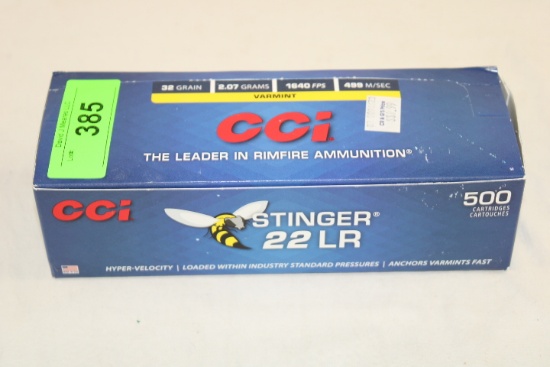 32 GRAIN | 2.07 GRAMS | 1640 FPS | 499 M/SEC
VARMINT
385
CCi
THE LEADER IN RIMFIRE AMMUNITION®
CCi
STINGER®
22 LR
500
CARTRIDGES
CARTOUCHES
HYPER-VELOCITY | LOADED WITHIN INDUSTRY STANDARD PRESSURES | ANCHORS VARMINTS FAST